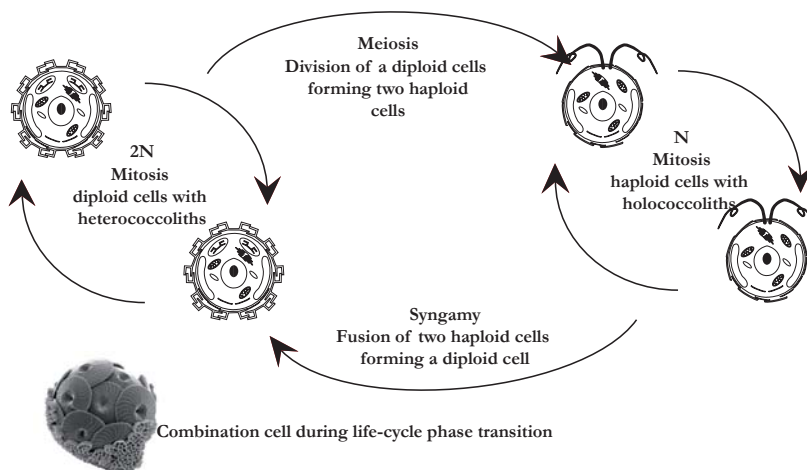 Meiosis
Division of a diploid cells
forming two haploid
cells
2N
Mitosis
diploid cells with
heterococcoliths
N
Mitosis
haploid cells with
holococcoliths
Syngamy
Fusion of two haploid cells
forming a diploid cell
Combination cell during life-cycle phase transition